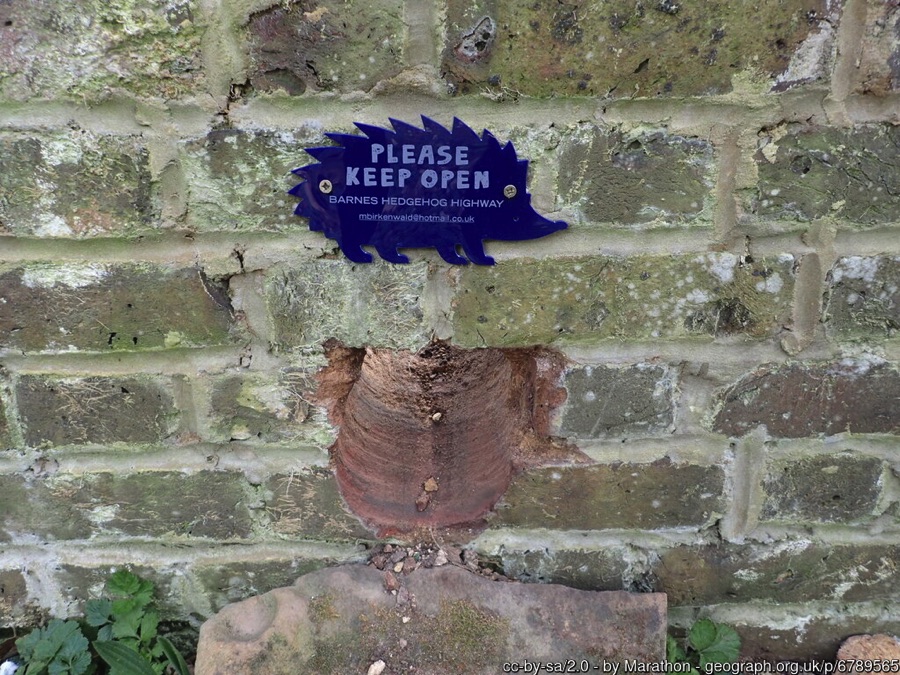 PLEASE
KEEP OPEN
BARNES HEDGEHOG HIGHWAY
mbirkenwald@hotmail.co.uk
cc-by-sa/2.0 - by Marathon - geograph.org.uk/p/6789565